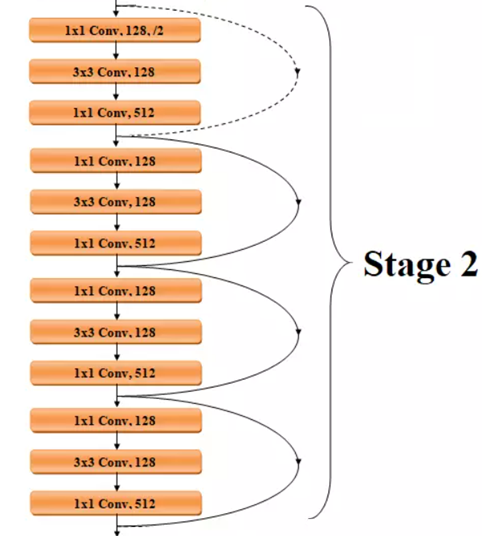 1x1 Conv, 128, /2
3x3 Conv, 128
1x1 Conv, 512
1x1 Conv, 128
3x3 Conv, 128
1x1 Conv, 512
Stage 2
1x1 Conv, 128
3x3 Conv, 128
1x1 Conv, 512
1x1 Conv, 128
3x3 Conv, 128
1x1 Conv, 512